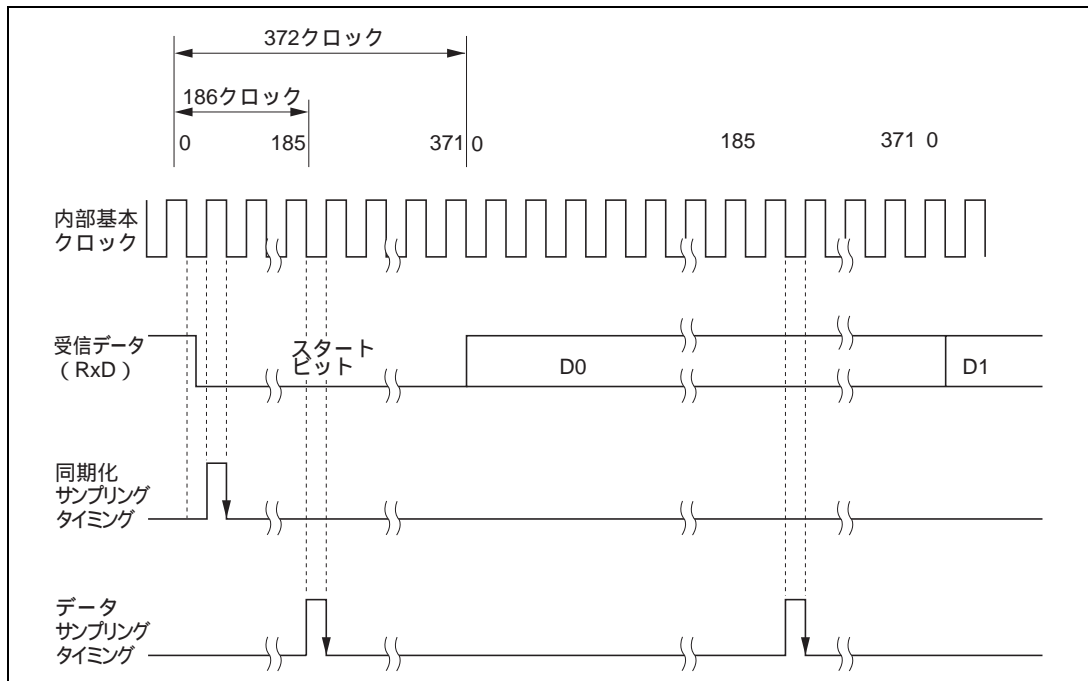 372クロック
186クロック
0 185 371 0 185 371 0
内部基本
クロック
受信データ
（RxD）
スタート
ビット
D0
D1
同期化
サンプリング
タイミング
データ
サンプリング
タイミング